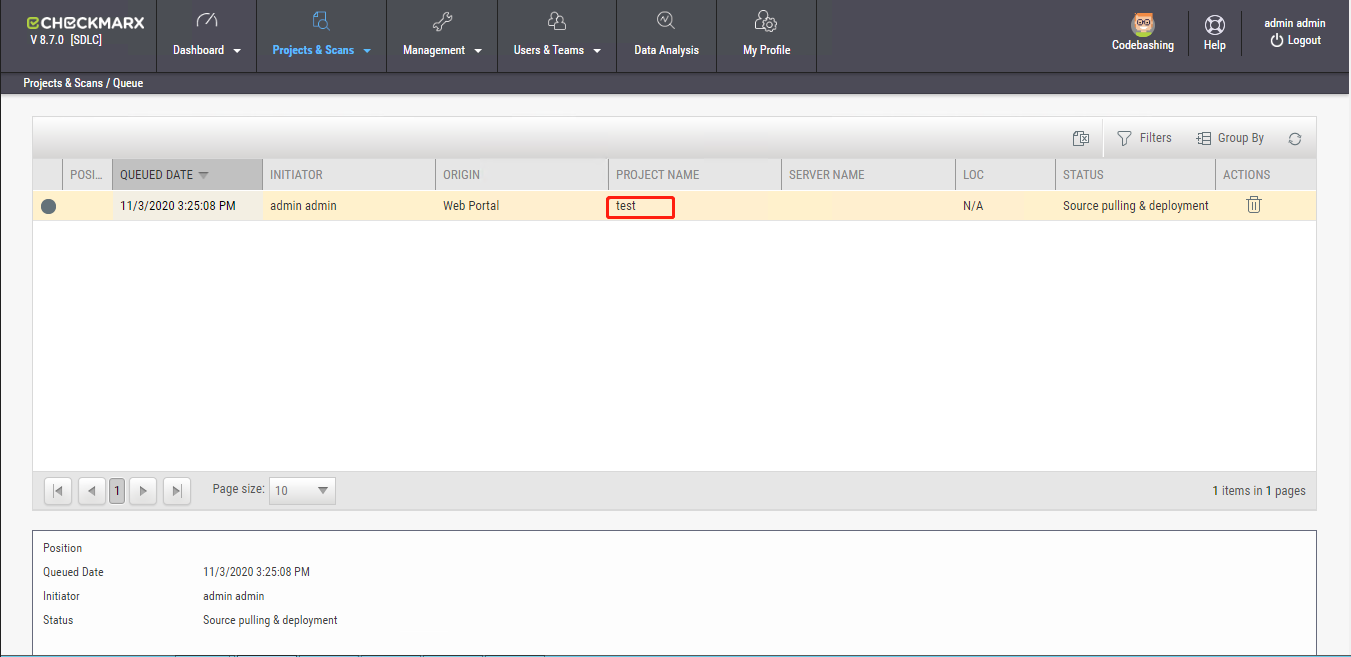 CHECKMARX
V 8.7.0 [SDLC]
Dashboard
Projects & Scans
Management
Users & Teams
Data Analysis
My Profile
Codebashing
Help
admin admin
Logout
Projects & Scans / Queue
Filters
Group By
POSI...
QUEUED DATE
INITIATOR
ORIGIN
PROJECT NAME
SERVER NAME
LOC
STATUS
ACTIONS
11/3/2020 3:25:08 PM
admin admin
Web Portal
test
N/A
Source pulling & deployment
1
Page size:
10
1 items in 1 pages
Position
Queued Date
11/3/2020 3:25:08 PM
Initiator
admin admin
Status
Source pulling & deployment